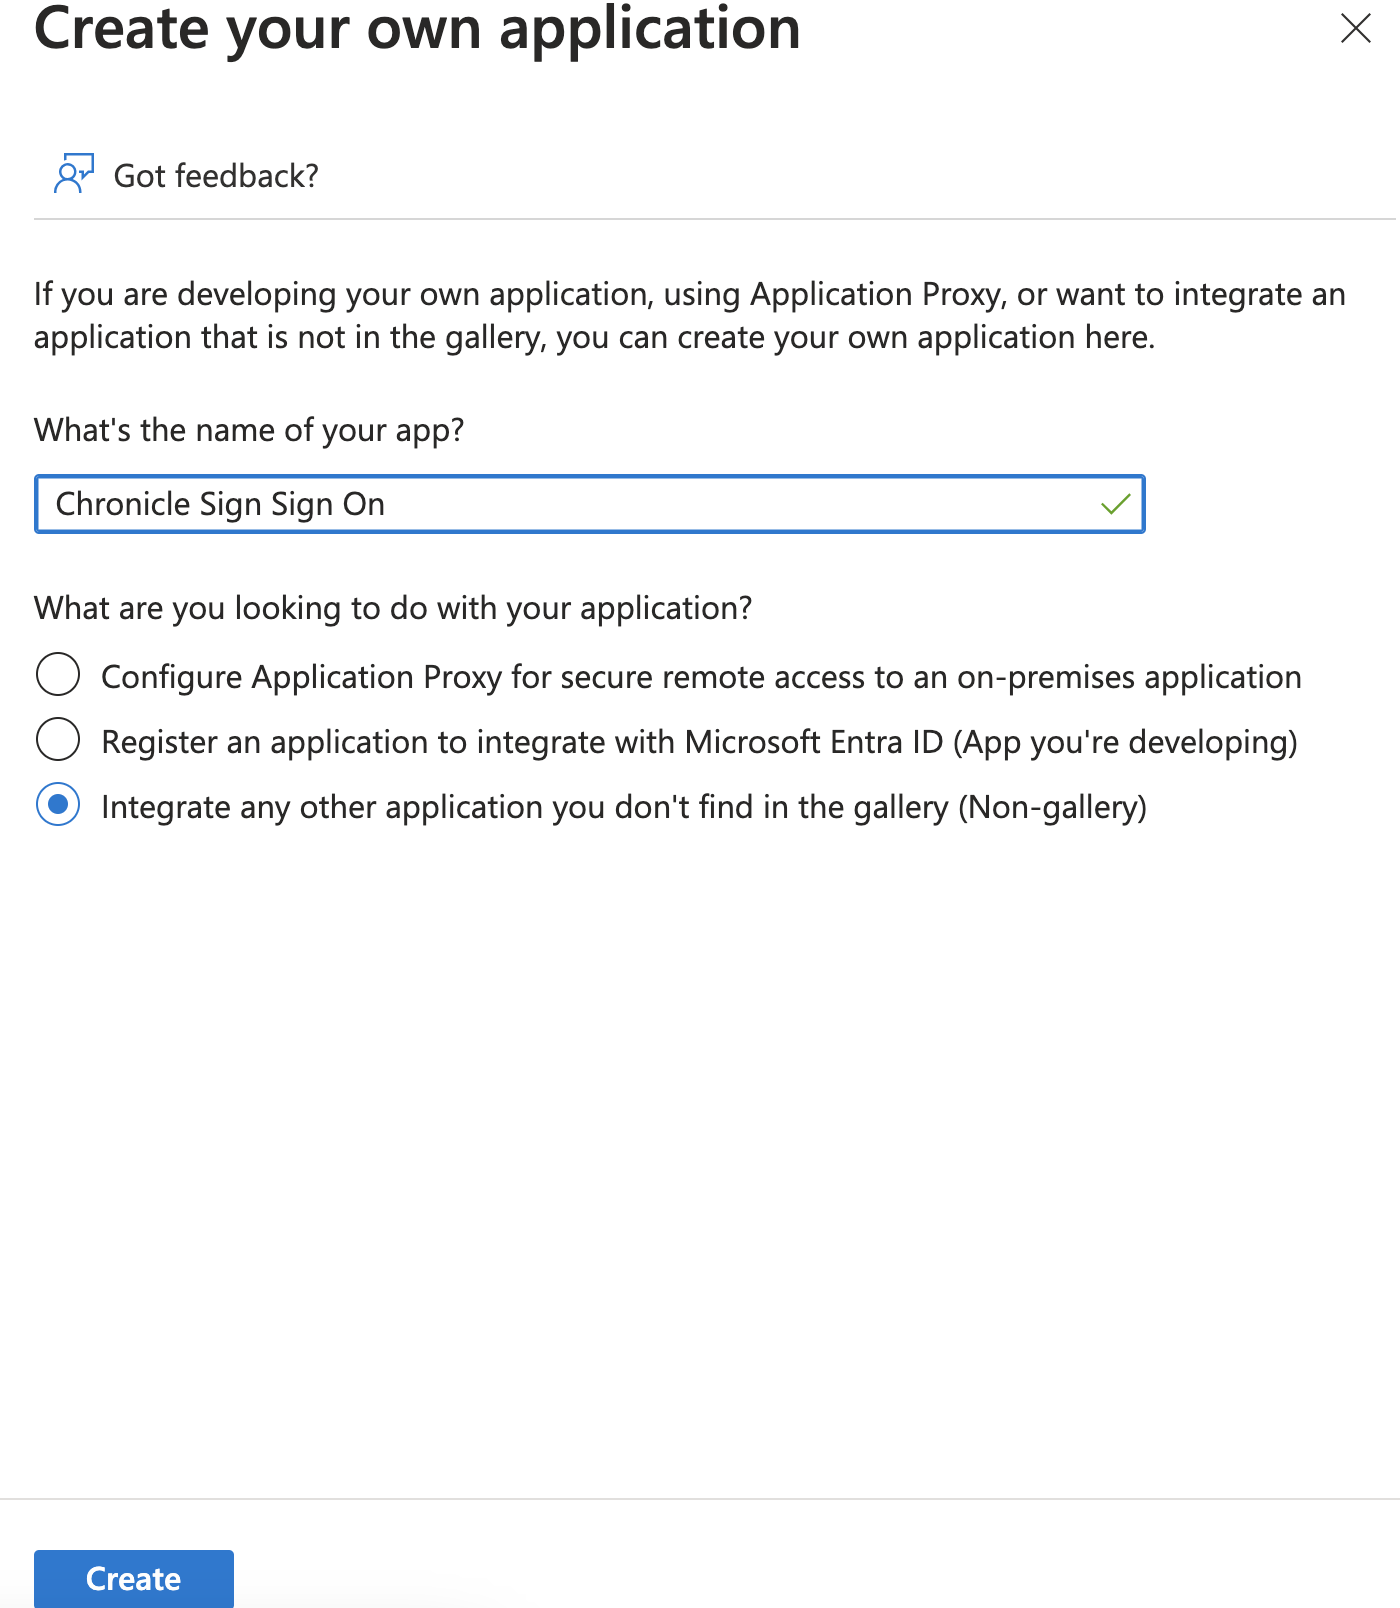 Create your own application
Got feedback?
If you are developing your own application, using Application Proxy, or want to integrate an
application that is not in the gallery, you can create your own application here.
What's the name of your app?
Chronicle Sign Sign On
What are you looking to do with your application?
Configure Application Proxy for secure remote access to an on-premises application
Register an application to integrate with Microsoft Entra ID (App you're developing)
Integrate any other application you don't find in the gallery (Non-gallery)
Create